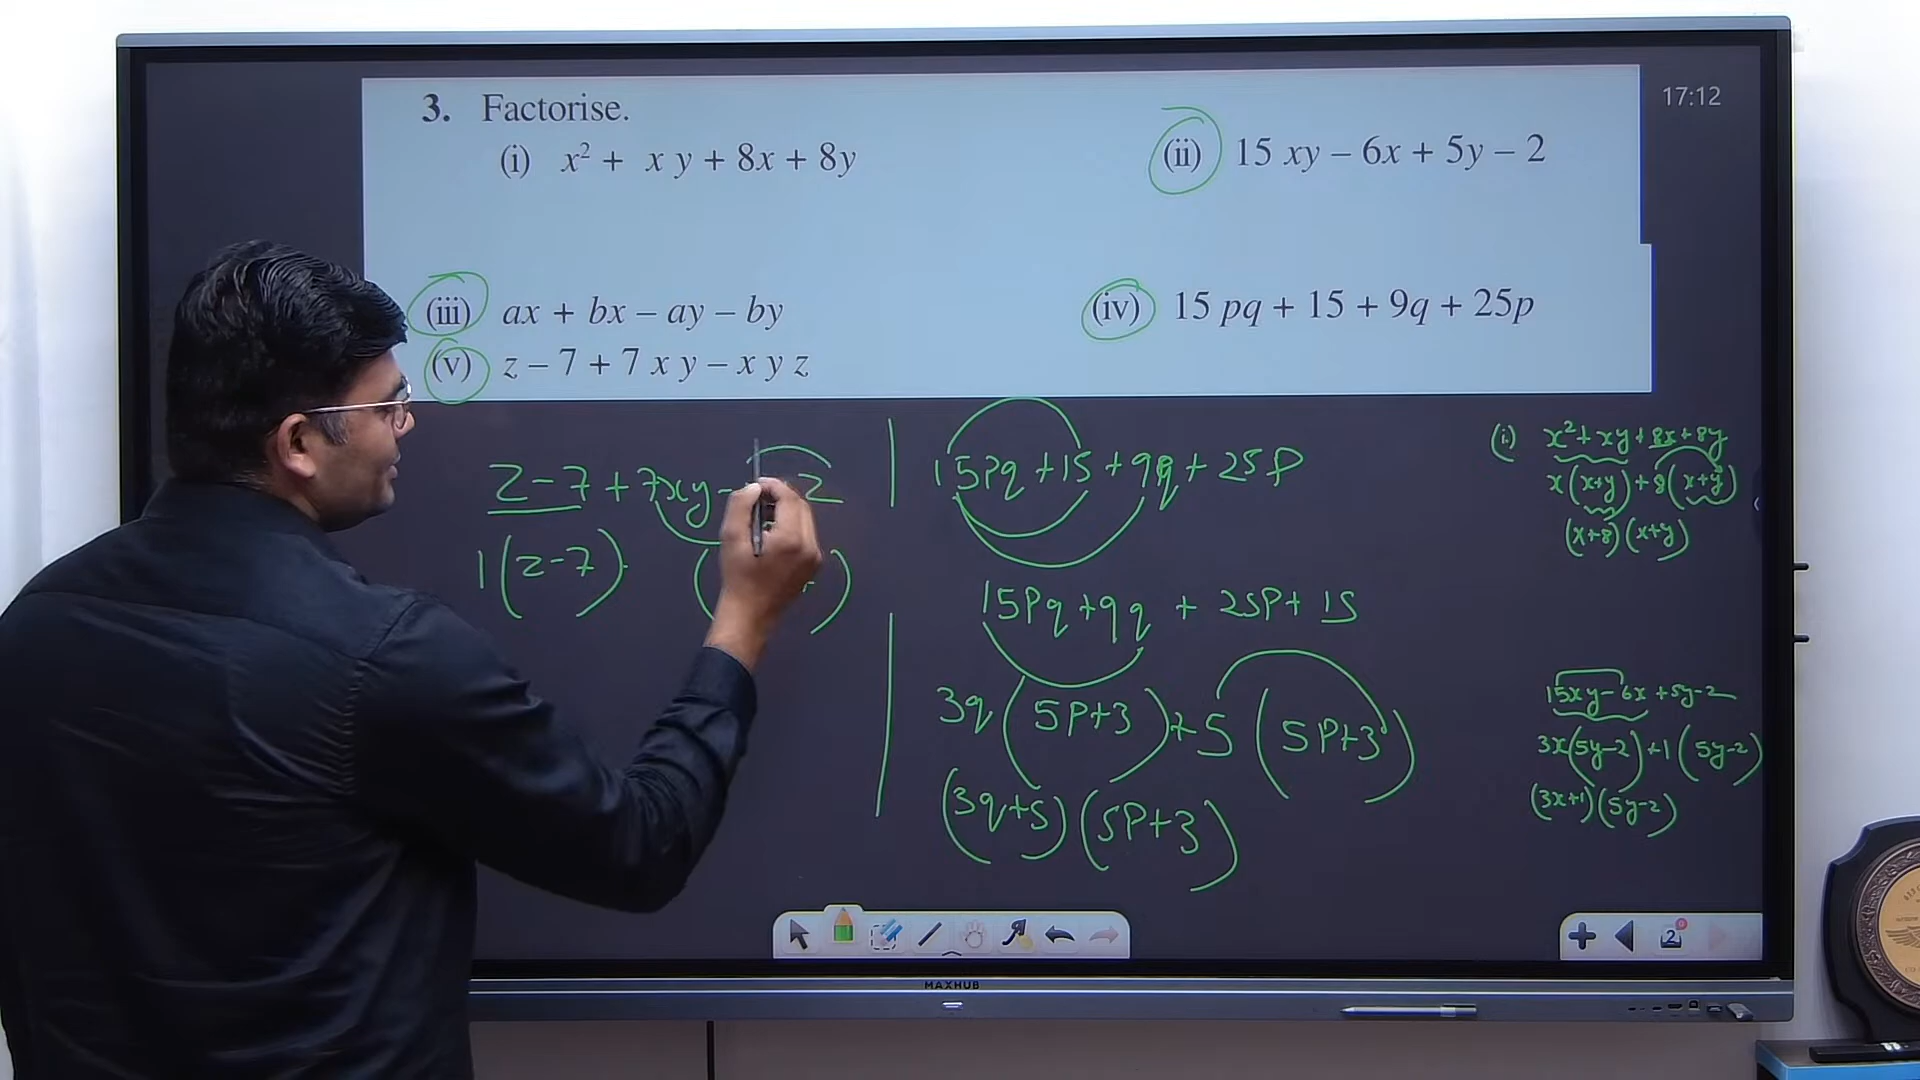 17:12
3. Factorise.
(i) x² + x y + 8x + 8y
(ii) 15 xy – 6x + 5y – 2
(iii) ax + bx – ay – by
(iv) 15 pq + 15 + 9q + 25p
(v) z – 7 + 7 x y – x y z
z-7+7xy- z
1(z-7)
15pq+15+9q+25p
15pq+9q + 25p+15
3q(5p+3)+5(5p+3)
(3q+5)(5p+3)
(i) x²+xy+8x+8y
x(x+y)+8(x+y)
(x+8)(x+y)
15xy-6x+5y-2
3x(5y-2)+1(5y-2)
(3x+1)(5y-2)
2
MAXHUB